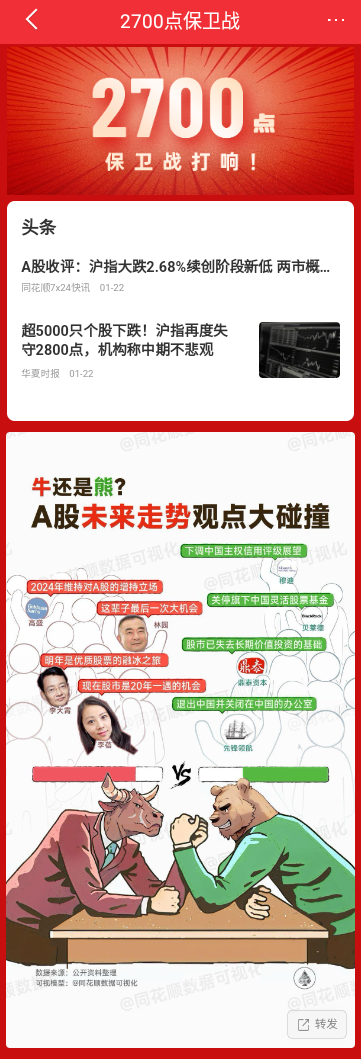 2700点保卫战
2700点
保卫战打响！
头条
A股收评：沪指大跌2.68%续创阶段新低 两市概...
同花顺7x24快讯 01-22
超5000只个股下跌！沪指再度失
守2800点，机构称中期不悲观
华夏时报 01-22
牛还是熊?
A股未来走势观点大碰撞
下调中国主权信用评级展望
穆迪
2024年维持对A股的增持立场
Goldman Sachs
高盛
关停旗下中国灵活股票基金
BlackRock
贝莱德
这辈子最后一次大机会
林园
股市已失去长期价值投资的基础
鼎泰
鼎泰资本
明年是优质股票的融冰之旅
李大霄
现在股市是20年一遇的机会
李蓓
退出中国并关闭在中国的办公室
先锋领航
VS
数据来源：公开资料整理
可视模型：@同花顺数据可视化
@同花顺数据可视化
转发